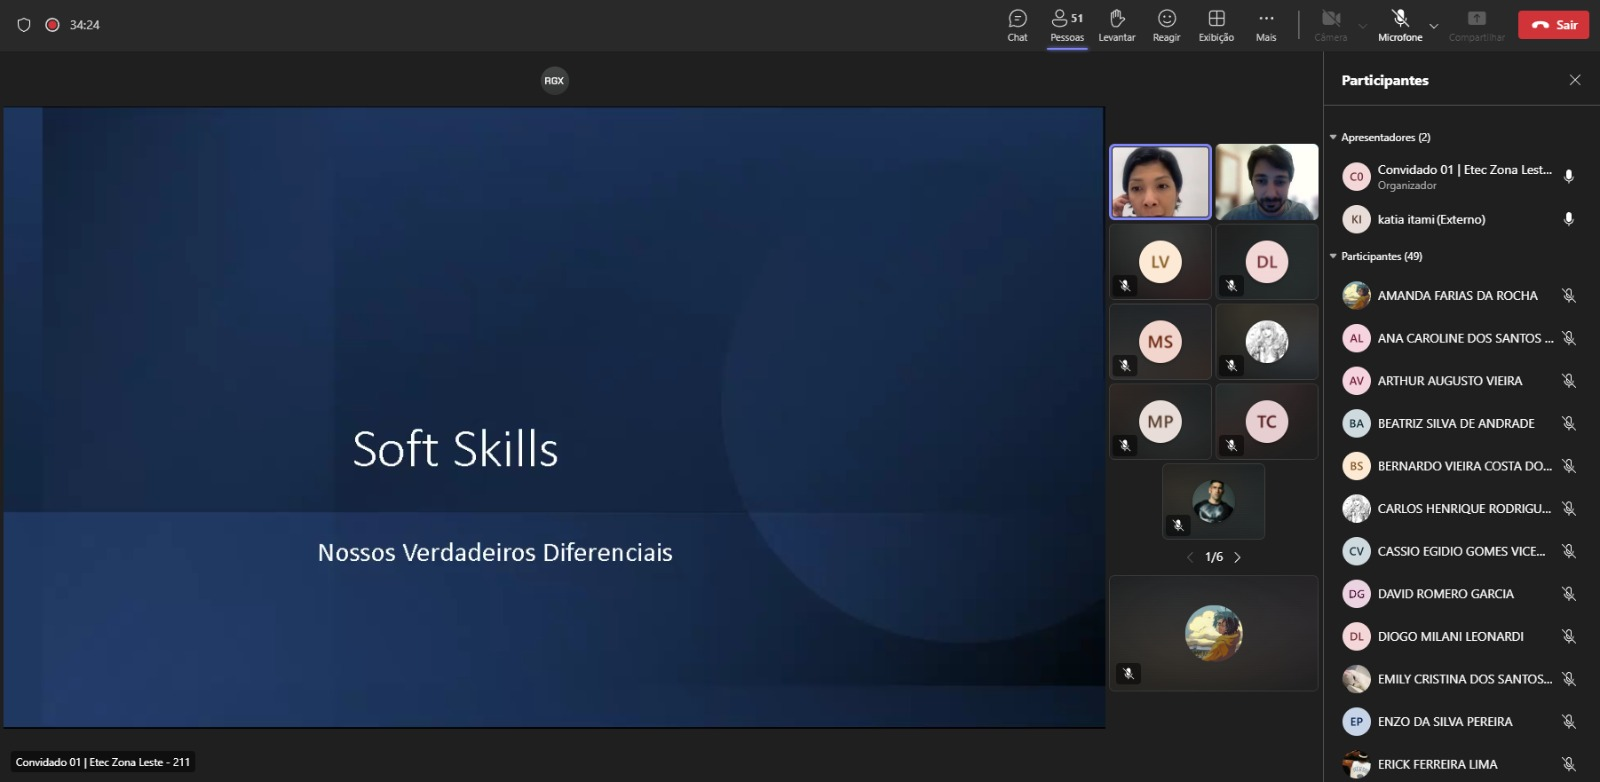 34:24
Chat
51
Pessoas
Levantar
Reagir
Exibição
Mais
Câmera
Microfone
Compartilhar
Sair
RGX
Soft Skills
Nossos Verdadeiros Diferenciais
Convidado 01 | Etec Zona Leste - 211
LV
DL
MS
MP
TC
1/6
Participantes
Apresentadores (2)
C0
Convidado 01 | Etec Zona Lest...
Organizador
KI
katia itami (Externo)
Participantes (49)
AMANDA FARIAS DA ROCHA
AL
ANA CAROLINE DOS SANTOS ...
AV
ARTHUR AUGUSTO VIEIRA
BA
BEATRIZ SILVA DE ANDRADE
BS
BERNARDO VIEIRA COSTA DO...
CARLOS HENRIQUE RODRIGU...
CV
CASSIO EGIDIO GOMES VICE...
DG
DAVID ROMERO GARCIA
DL
DIOGO MILANI LEONARDI
EMILY CRISTINA DOS SANTOS...
EP
ENZO DA SILVA PEREIRA
ERICK FERREIRA LIMA